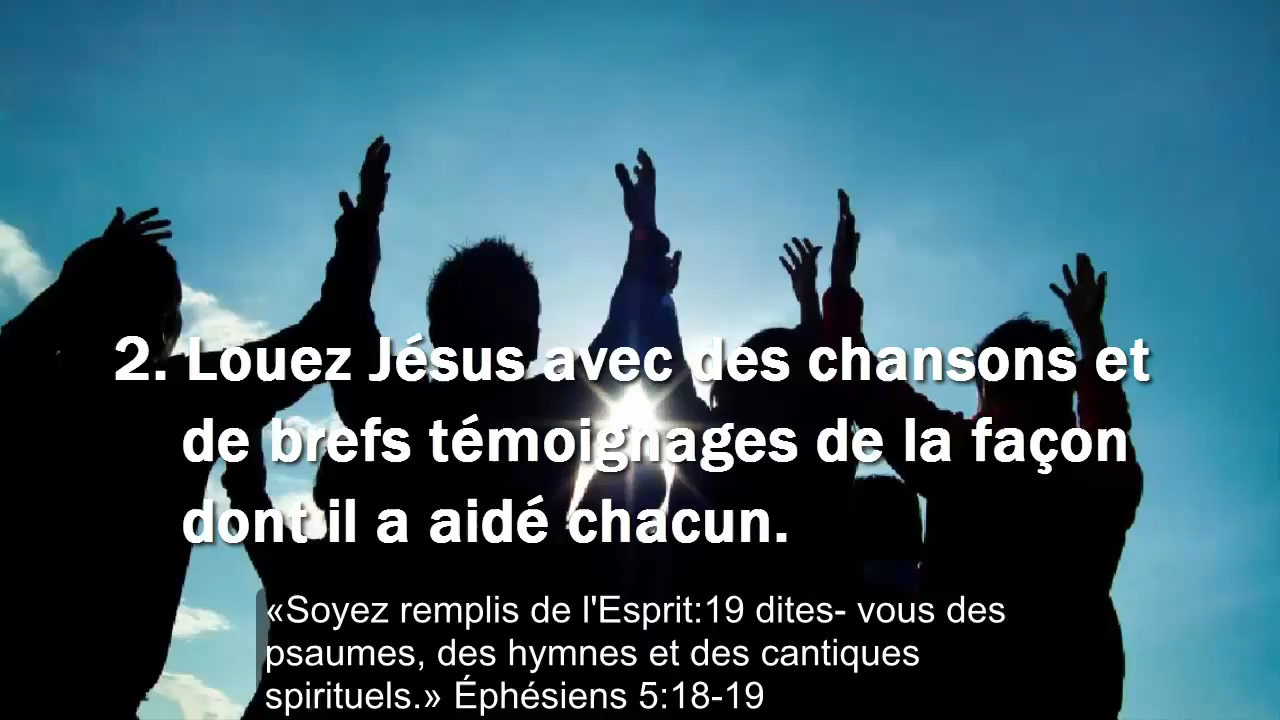 2. Louez Jésus avec des chansons et
de brefs témoignages de la façon
dont il a aidé chacun.
«Soyez remplis de l'Esprit:19 dites- vous des
psaumes, des hymnes et des cantiques
spirituels.» Éphésiens 5:18-19